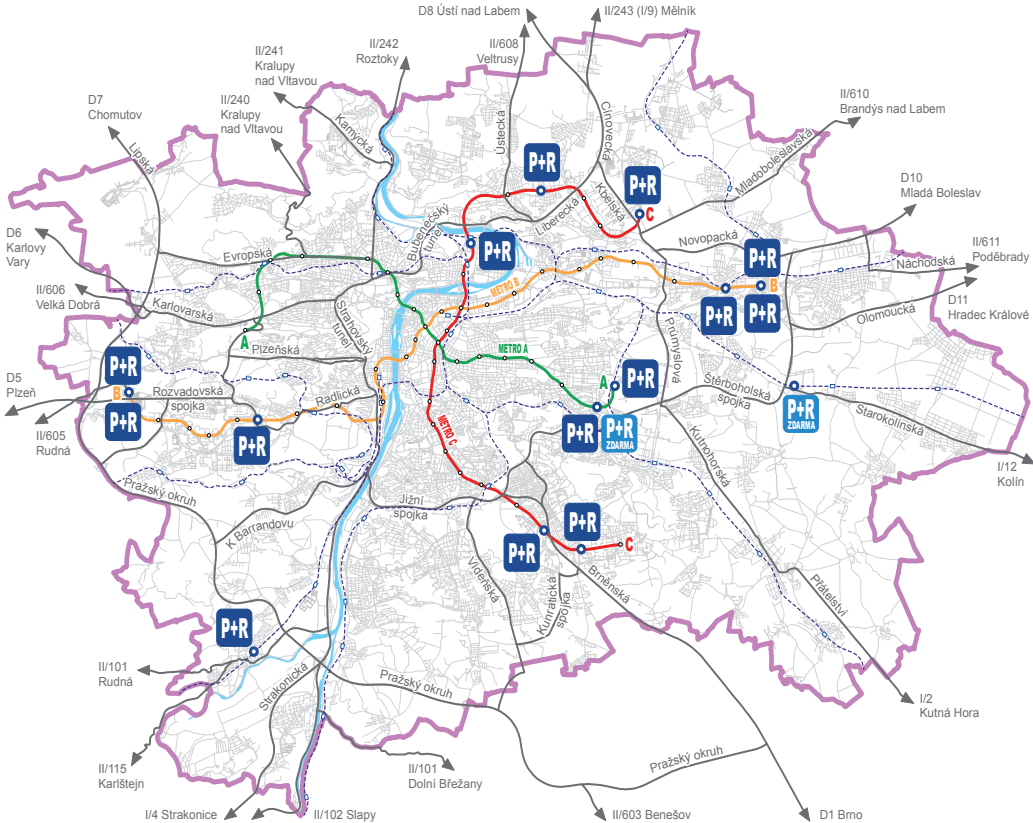 D8 Ústí nad Labem
II/243 (I/9) Mělník
II/242
Roztoky
II/608
Veltrusy
II/241
Kralupy
nad Vltavou
II/240
Kralupy
nad Vltavou
D7
Chomutov
II/610
Brandýs nad Labem
Lipská
Kamýcká
Ústecká
Cínovecká
Mladoboleslavská
P+R
P+R
Kbelská
D10
Mladá Boleslav
C
Liberecká
Bubenečský
tunel
P+R
D6
Karlovy
Vary
Evropská
Novopacká
P+R
II/611
Poděbrady
Náchodská
II/606
Velká Dobrá
Karlovarská
METRO B
P+R
P+R
B
Olomoucká
D11
Hradec Králové
Strahovský
tunel
A
Plzeňská
METRO A
Průmyslová
P+R
D5
Plzeň
B
Rozvadovská
spojka
Radlická
A
P+R
Štěrboholská
spojka
P+R
ZDARMA
Starokolínská
P+R
P+R
P+R
P+R
ZDARMA
II/605
Rudná
METRO C
Kutnohorská
I/12
Kolín
Pražský okruh
Jižní
spojka
K Barrandovu
P+R
P+R
C
Vídeňská
Kunratická
spojka
Brněnská
Přátelství
P+R
II/101
Rudná
Strakonická
Pražský okruh
I/2
Kutná Hora
II/115
Karlštejn
II/101
Dolní Břežany
Pražský okruh
I/4 Strakonice
II/102 Slapy
II/603 Benešov
D1 Brno